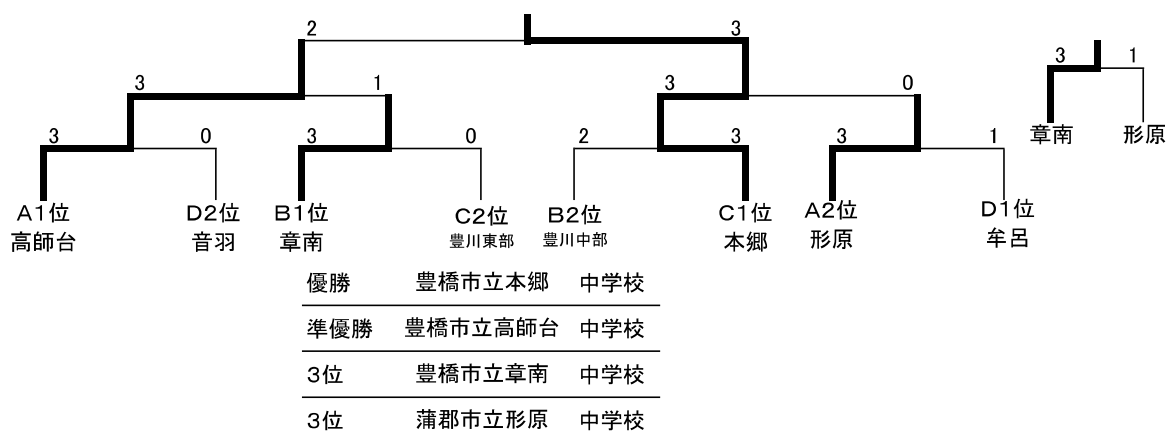 2 3
3 1 3 0 3 1
3 0 3 0 2 3 3 1 章南 形原
A1位 D2位 B1位 C2位 B2位 C1位 A2位 D1位
高師台 音羽 章南 豊川東部 豊川中部 本郷 形原 牟呂
優勝 豊橋市立本郷 中学校
準優勝 豊橋市立高師台 中学校
3位 豊橋市立章南 中学校
3位 蒲郡市立形原 中学校